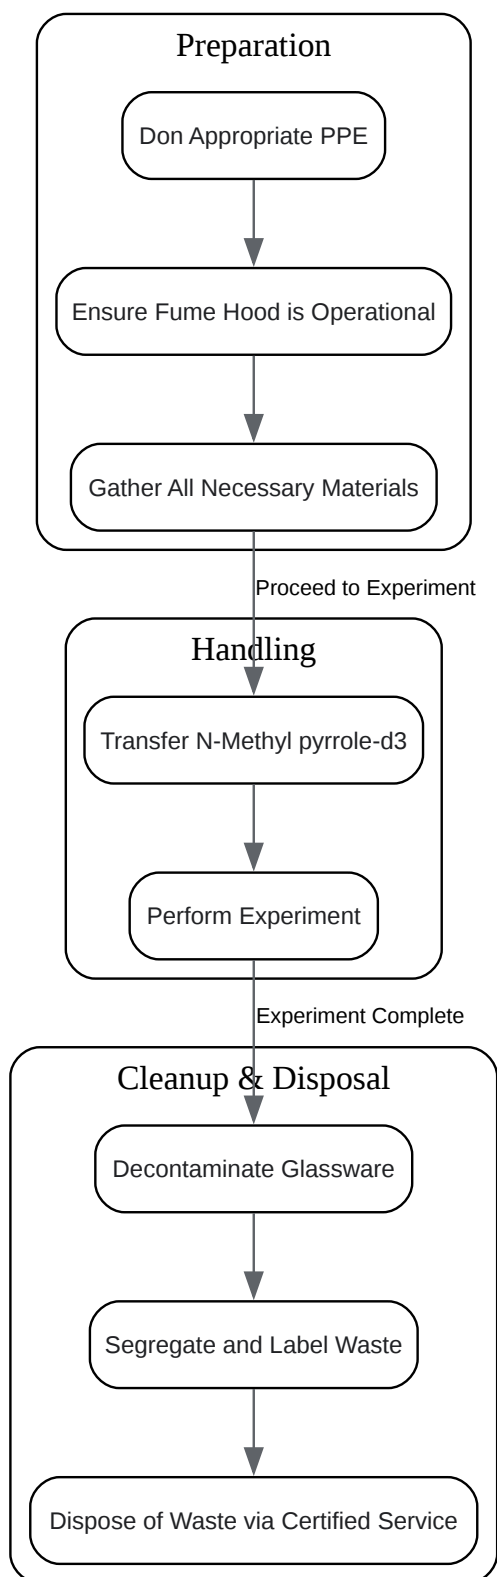 Preparation
Don Appropriate PPE
Ensure Fume Hood is Operational
Gather All Necessary Materials
Proceed to Experiment
Handling
Transfer N-Methyl pyrrole-d3
Perform Experiment
Experiment Complete
Cleanup & Disposal
Decontaminate Glassware
Segregate and Label Waste
Dispose of Waste via Certified Service